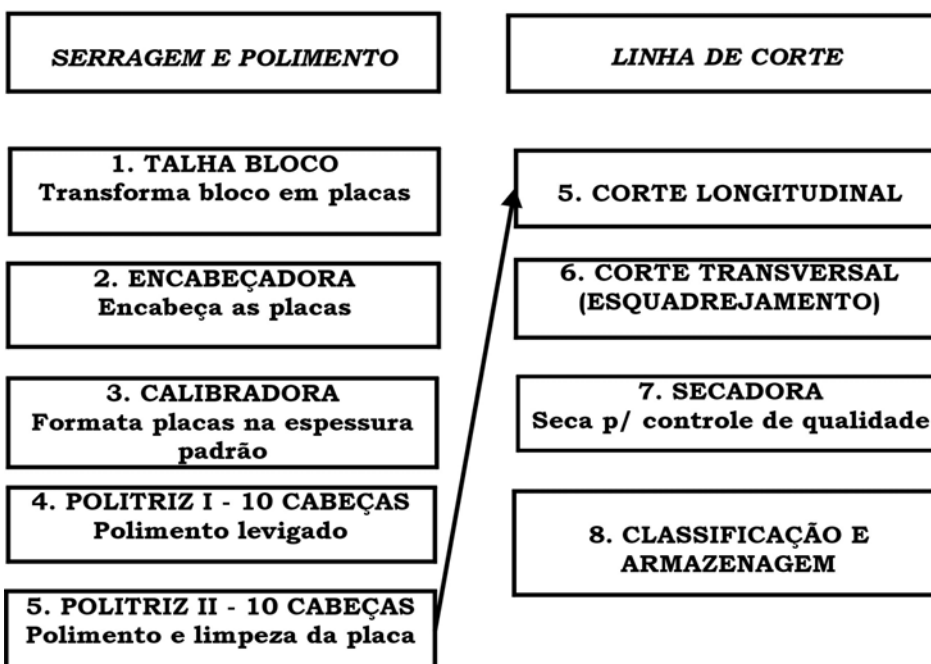 SERRAGEM E POLIMENTO
1. TALHA BLOCO
Transforma bloco em placas
2. ENCABEÇADORA
Encabeça as placas
3. CALIBRADORA
Formata placas na espessura
padrão
4. POLITRIZ I - 10 CABEÇAS
Polimento levigado
5. POLITRIZ II - 10 CABEÇAS
Polimento e limpeza da placa
LINHA DE CORTE
5. CORTE LONGITUDINAL
6. CORTE TRANSVERSAL
(ESQUADREJAMENTO)
7. SECADORA
Seca p/ controle de qualidade
8. CLASSIFICAÇÃO E
ARMAZENAGEM